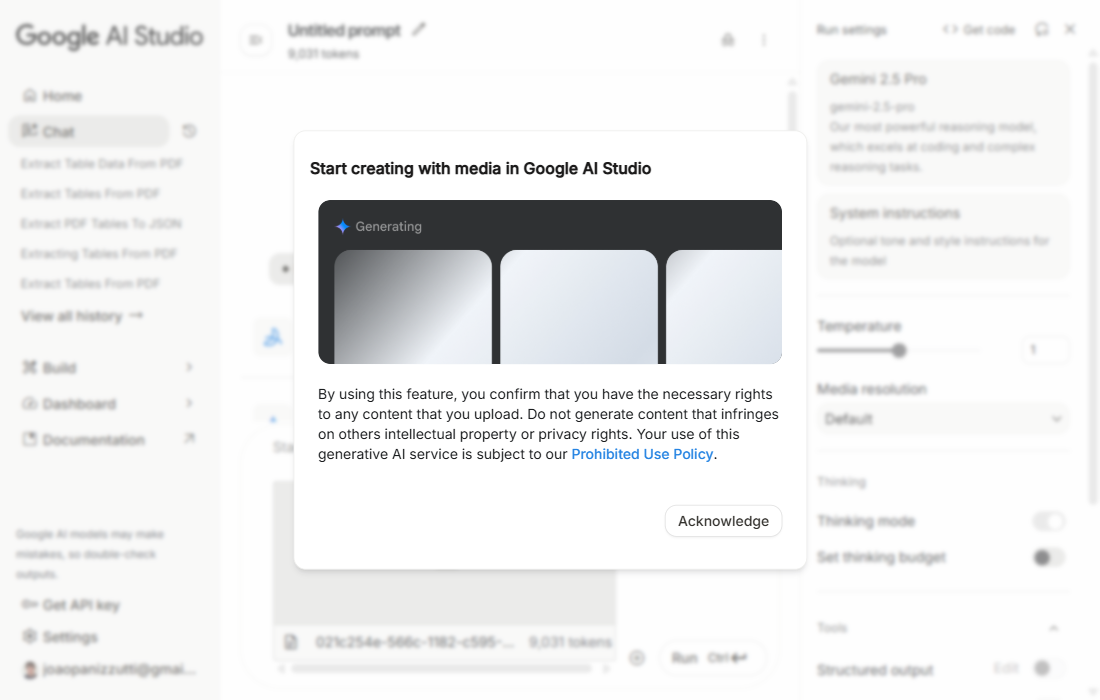 Google AI Studio
Home
Chat
Extract Table Data From PDF
Extract Tables From PDF
Extract PDF Tables To JSON
Extracting Tables From PDF
Extract Tables From PDF
View all history
Build
Dashboard
Documentation
Google AI models may make
mistakes, so double-check
outputs.
Get API key
Settings
joaopanizzutti@gmai...
Untitled prompt
9,031 tokens
Start creating with media in Google AI Studio
Generating
By using this feature, you confirm that you have the necessary rights
to any content that you upload. Do not generate content that infringes
on others intellectual property or privacy rights. Your use of this
generative AI service is subject to our Prohibited Use Policy.
Acknowledge
021c254e-566c-1182-c595-... 9,031 tokens
Run Ctrl
Run settings
Get code
Gemini 2.5 Pro
gemini-2.5-pro
Our most powerful reasoning model,
which excels at coding and complex
reasoning tasks.
System instructions
Optional tone and style instructions for
the model
Temperature
1
Media resolution
Default
Thinking
Thinking mode
Set thinking budget
Tools
Structured output Edit